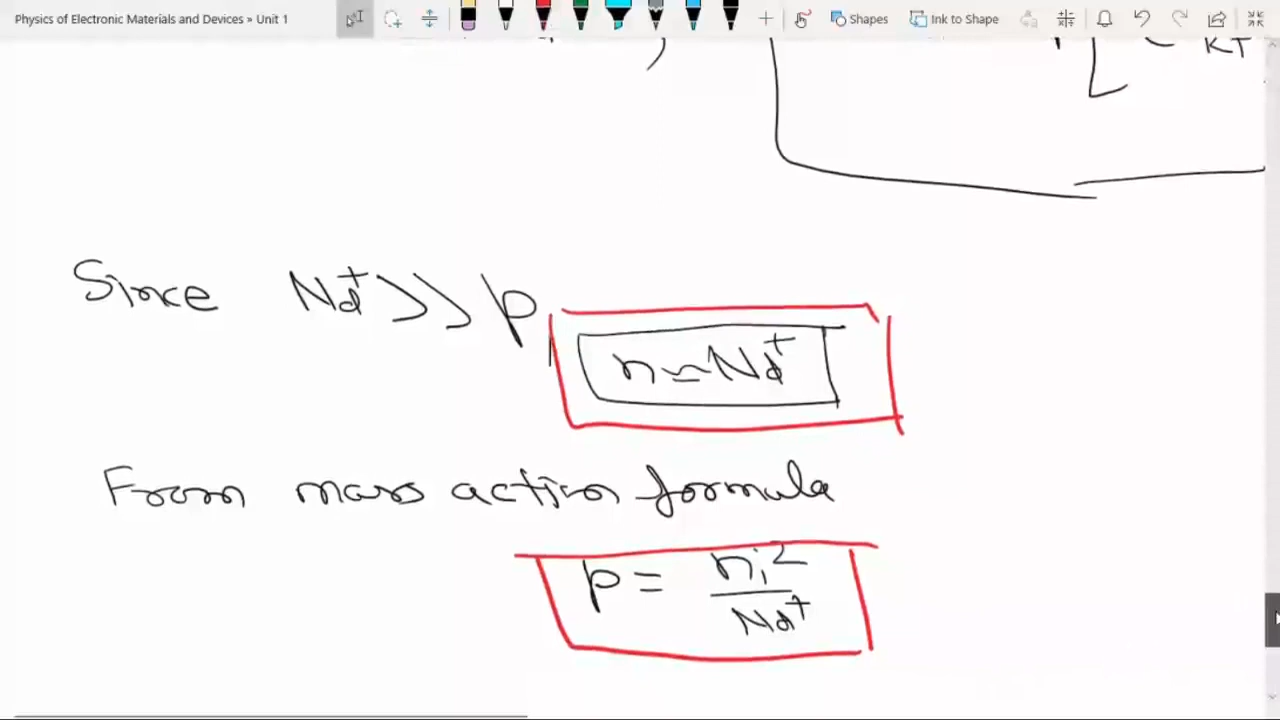 Physics of Electronic Materials and Devices » Unit 1
Shapes
Ink to Shape
KT
Since Nd⁺ >> p,
n ≃ Nd⁺
From mass action formula
p = nᵢ² / Nd⁺